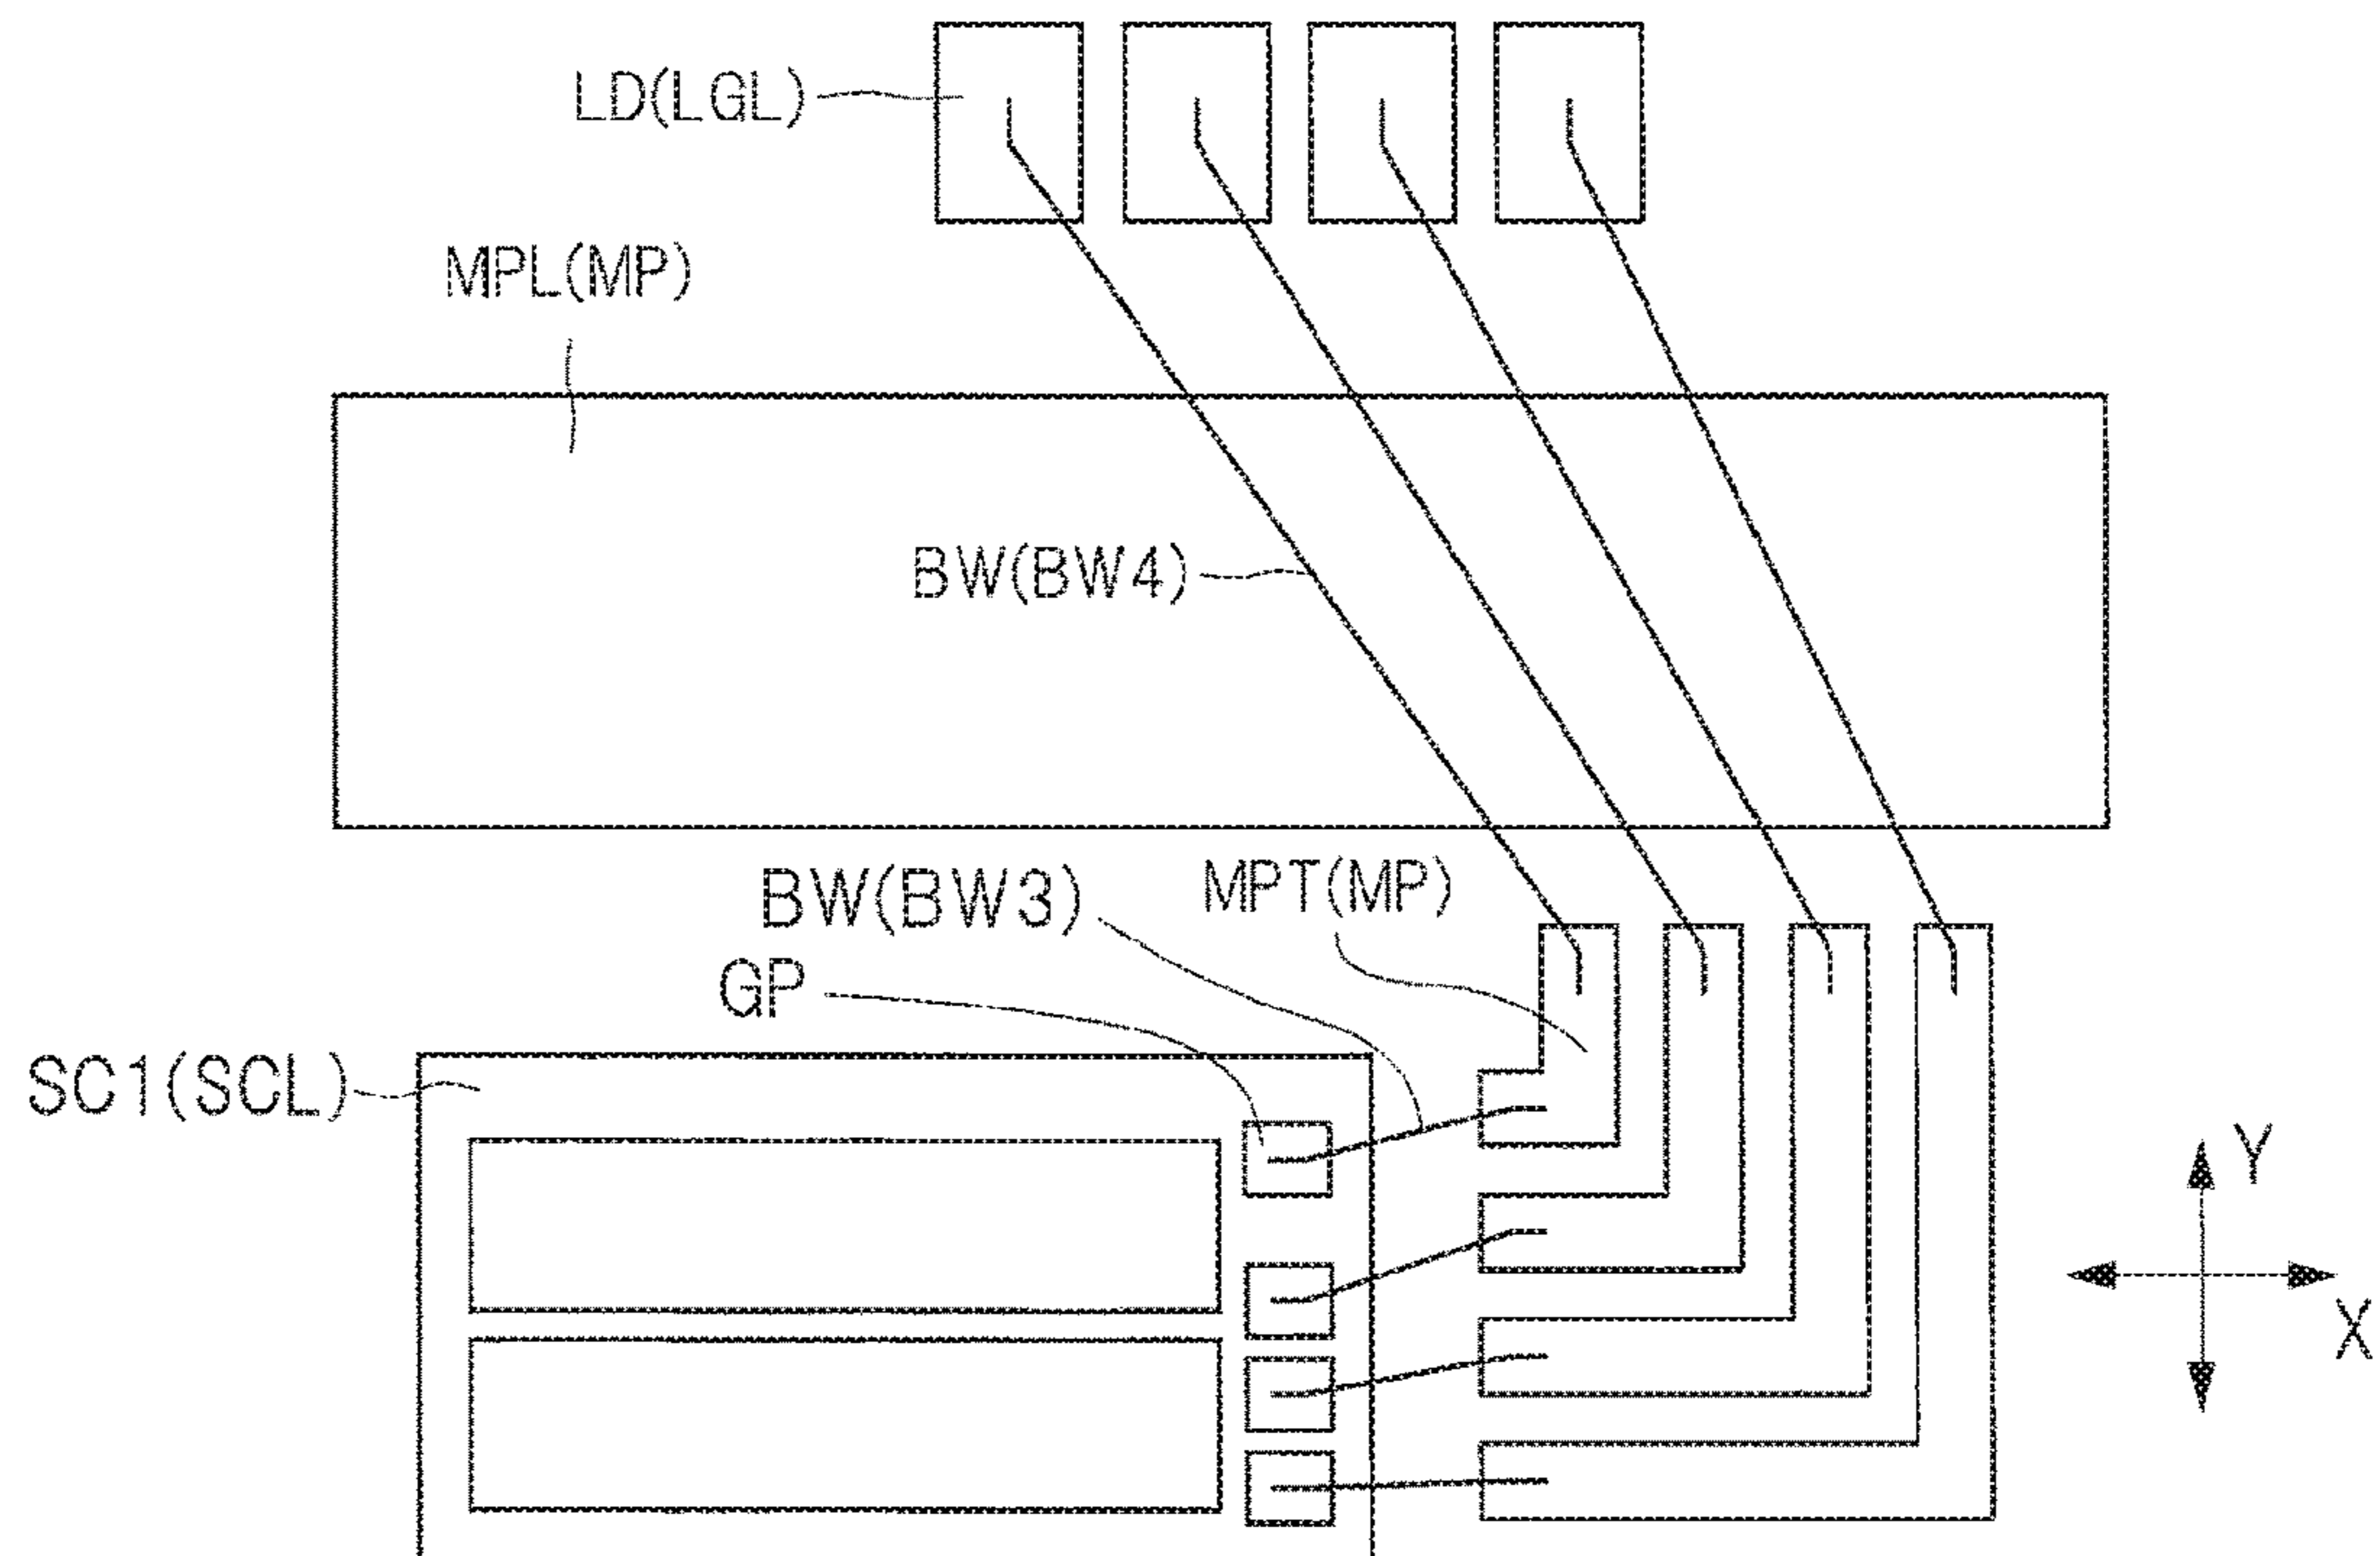 LD(LGL)
MPL(MP)
BW(BW4)
BW(BW3)
MPT(MP)
GP
SC1(SCL)
Y
X